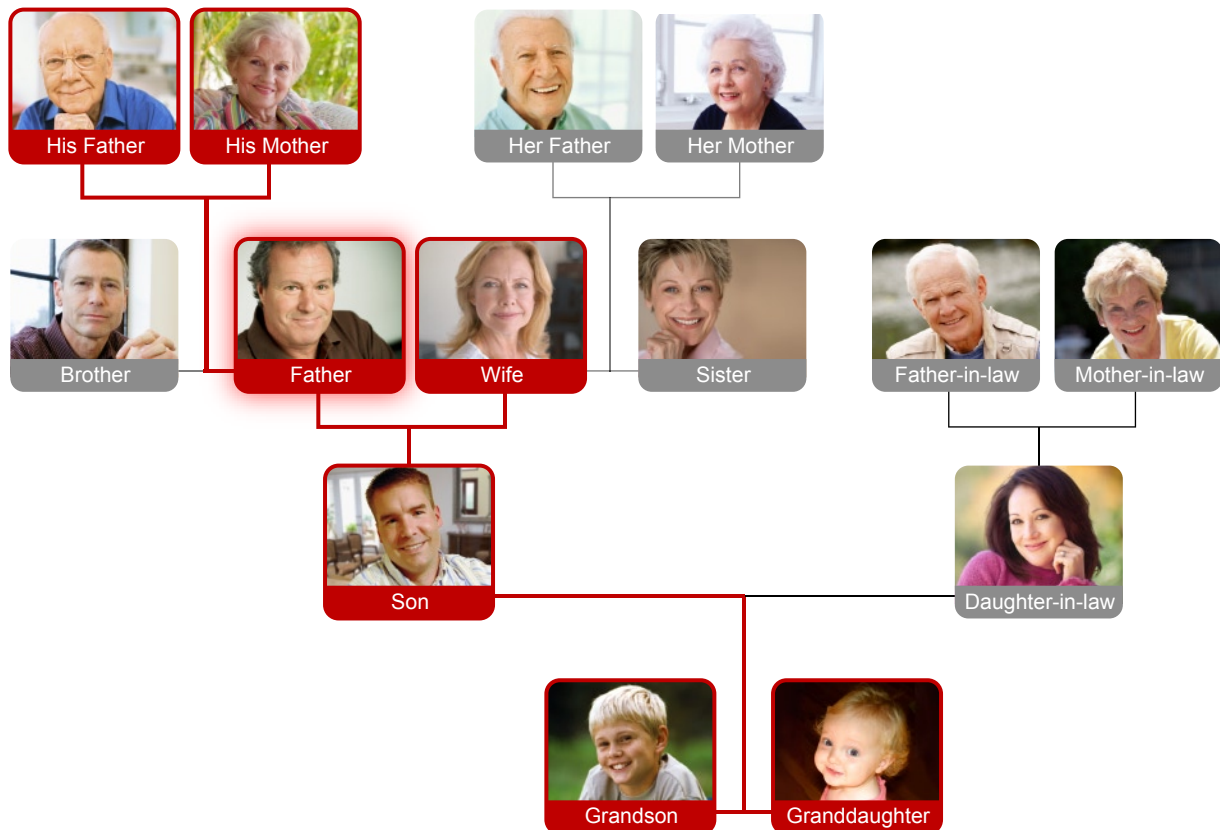 His Father
His Mother
Her Father
Her Mother
Brother
Father
Wife
Sister
Father-in-law
Mother-in-law
Son
Daughter-in-law
Grandson
Granddaughter